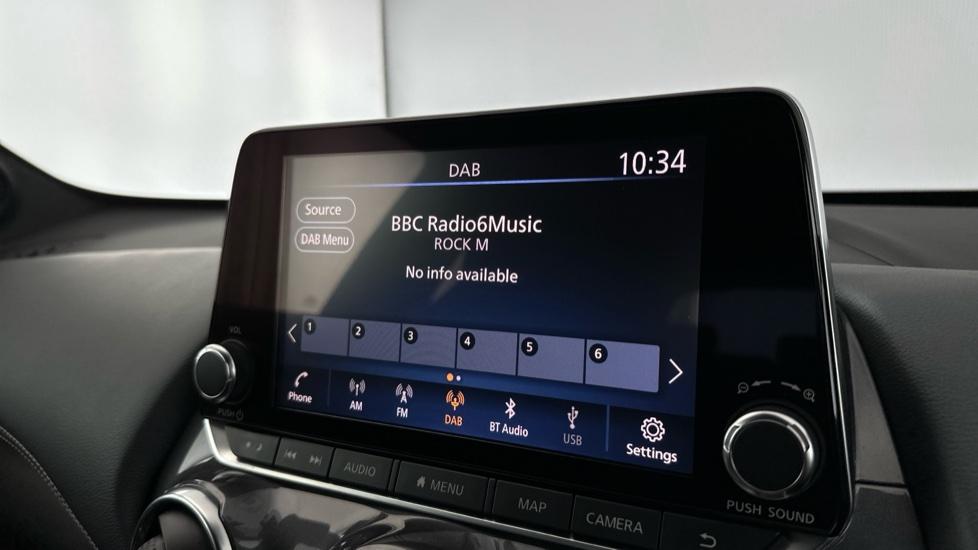 DAB
10:34
Source
BBC Radio6Music
DAB Menu
ROCK M
No info available
1 2 3 4 5 6
Phone
AM
FM
DAB
BT Audio
USB
Settings
VOL
PUSH
AUDIO
MENU
MAP
CAMERA
PUSH SOUND